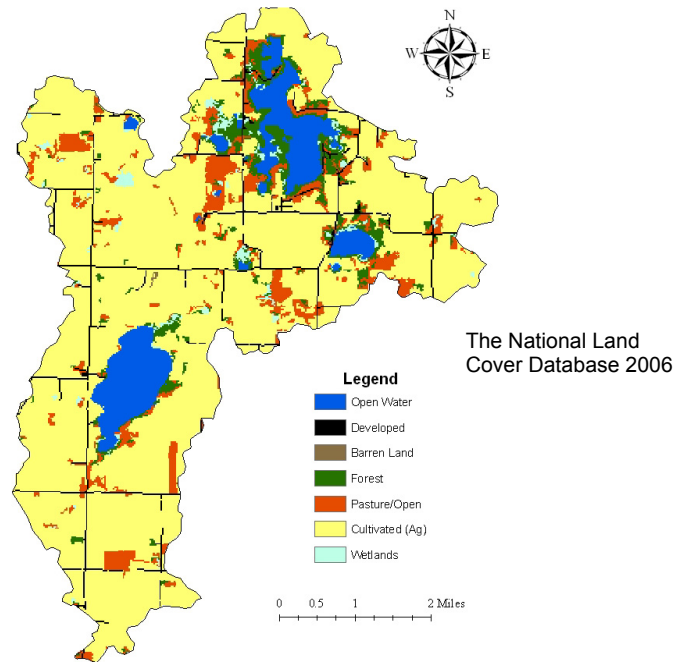 N
W E
S
The National Land
Cover Database 2006
Legend
Open Water
Developed
Barren Land
Forest
Pasture/Open
Cultivated (Ag)
Wetlands
0 0.5 1 2 Miles